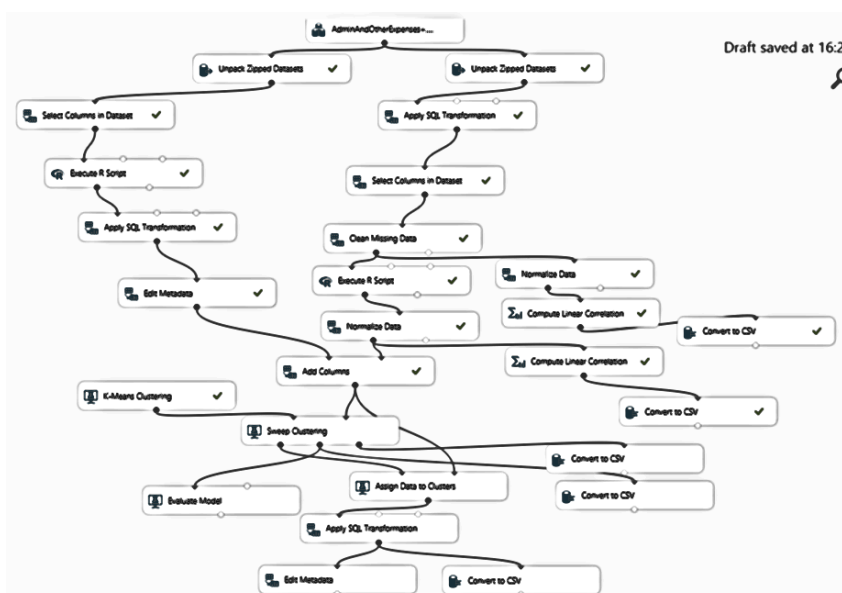 AdminAndOtherExpenses+....
Draft saved at 16:2
Unpack Zipped Datasets
Unpack Zipped Datasets
Select Columns in Dataset
Apply SQL Transformation
Execute R Script
Select Columns in Dataset
Apply SQL Transformation
Clean Missing Data
Execute R Script
Normalize Data
Edit Metadata
Compute Linear Correlation
Normalize Data
Convert to CSV
Add Columns
Compute Linear Correlation
K-Means Clustering
Convert to CSV
Sweep Clustering
Convert to CSV
Assign Data to Clusters
Evaluate Model
Convert to CSV
Apply SQL Transformation
Edit Metadata
Convert to CSV